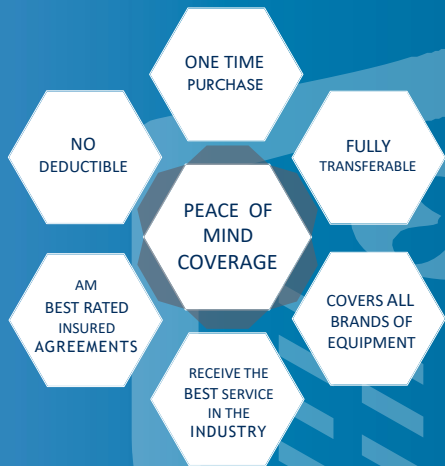 ONE TIME
PURCHASE
NO
DEDUCTIBLE
FULLY
TRANSFERABLE
PEACE OF
MIND
COVERAGE
AM
BEST RATED
INSURED
AGREEMENTS
COVERS ALL
BRANDS OF
EQUIPMENT
RECEIVE THE
BEST SERVICE
IN THE
INDUSTRY